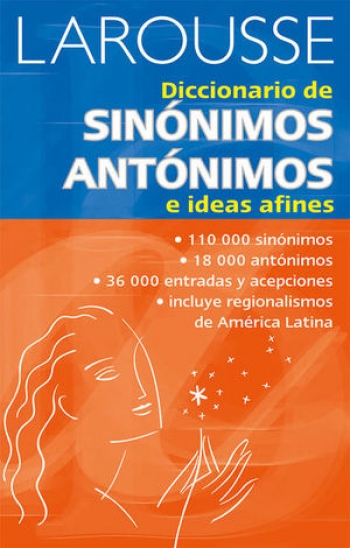 LAROUSSE
Diccionario de
SINÓNIMOS
ANTÓNIMOS
e ideas afines
• 110 000 sinónimos
• 18 000 antónimos
• 36 000 entradas y acepciones
• incluye regionalismos
de América Latina